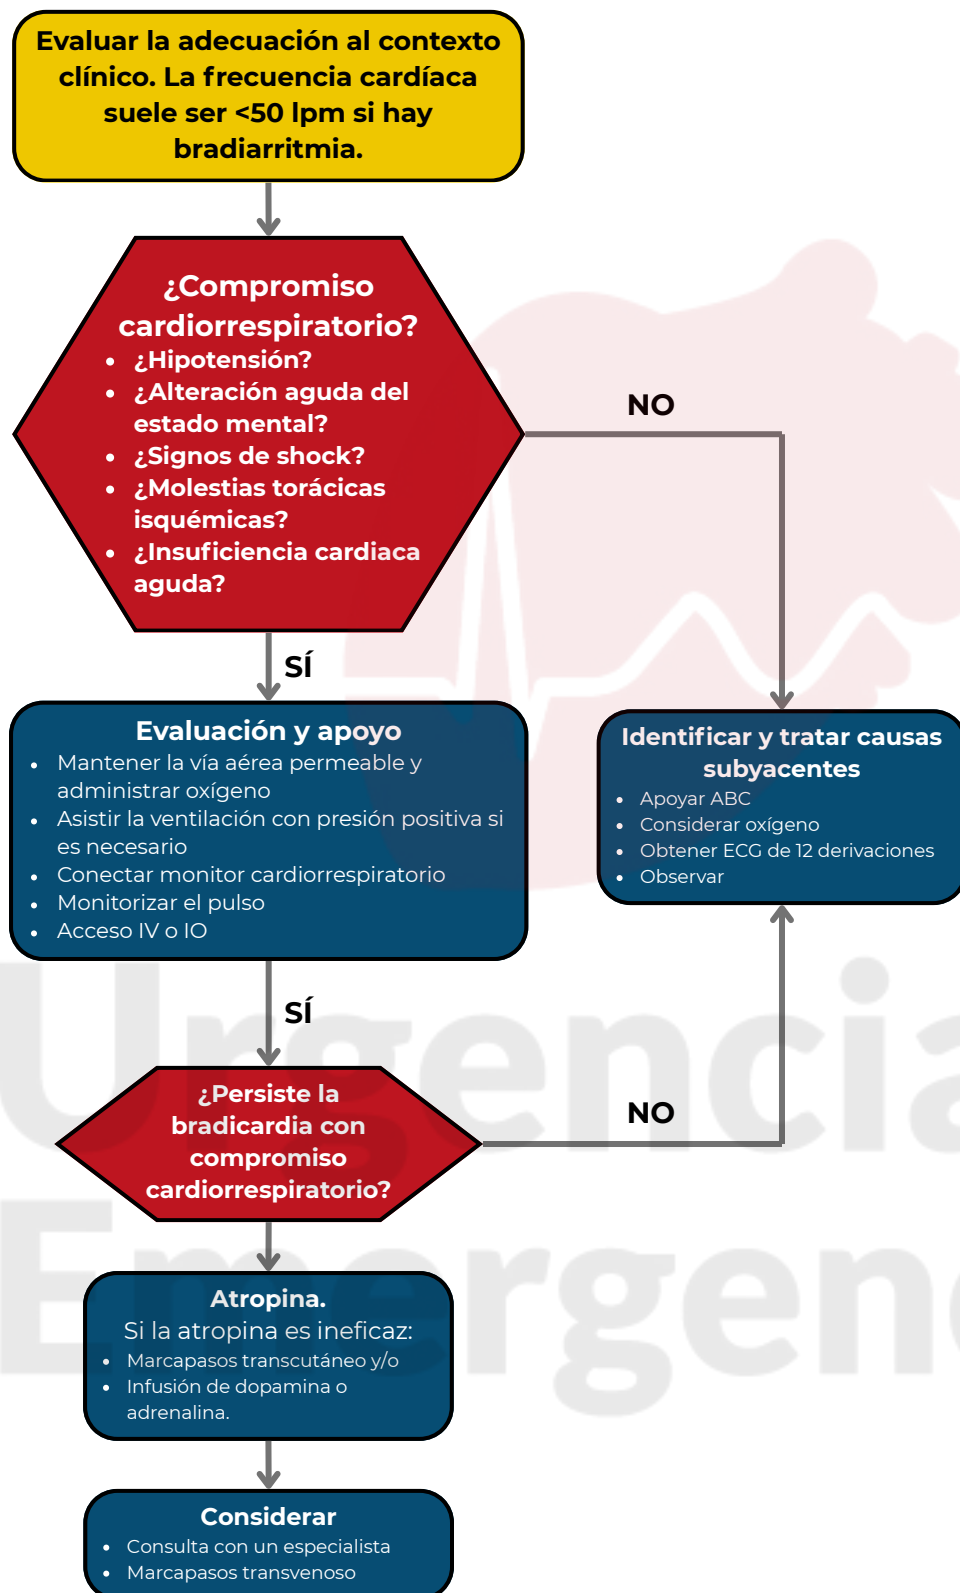 Evaluar la adecuación al contexto
clínico. La frecuencia cardíaca
suele ser <50 lpm si hay
bradiarritmia.
¿Compromiso
cardiorrespiratorio?
• ¿Hipotensión?
• ¿Alteración aguda del
estado mental?
• ¿Signos de shock?
• ¿Molestias torácicas
isquémicas?
• ¿Insuficiencia cardiaca
aguda?
NO
SÍ
Evaluación y apoyo
• Mantener la vía aérea permeable y
administrar oxígeno
• Asistir la ventilación con presión positiva si
es necesario
• Conectar monitor cardiorrespiratorio
• Monitorizar el pulso
• Acceso IV o IO
Identificar y tratar causas
subyacentes
• Apoyar ABC
• Considerar oxígeno
• Obtener ECG de 12 derivaciones
• Observar
SÍ
¿Persiste la
bradicardia con
compromiso
cardiorrespiratorio?
NO
Atropina.
Si la atropina es ineficaz:
• Marcapasos transcutáneo y/o
• Infusión de dopamina o
adrenalina.
Considerar
• Consulta con un especialista
• Marcapasos transvenoso
Urgencia
Emergenc